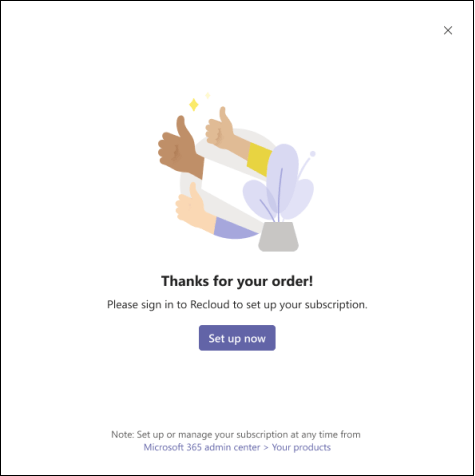 Thanks for your order!
Please sign in to Recloud to set up your subscription.
Set up now
Note: Set up or manage your subscription at any time from
Microsoft 365 admin center > Your products